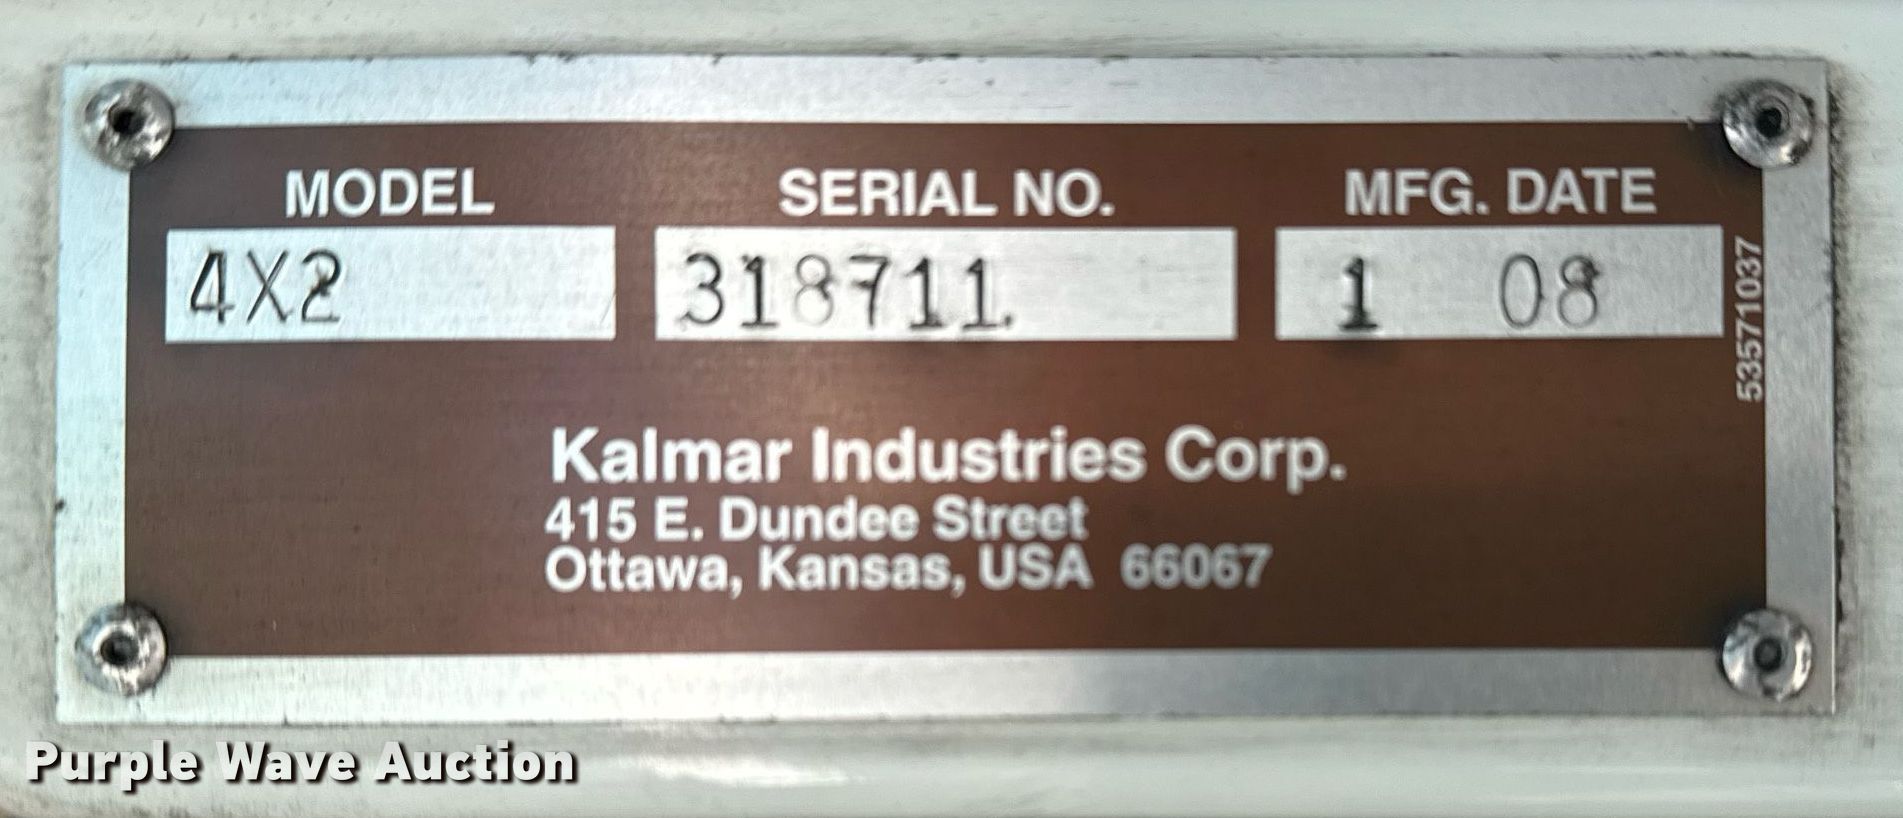 MODEL SERIAL NO. MFG. DATE
4X2 318711. 1 08
53571037
Kalmar Industries Corp.
415 E. Dundee Street
Ottawa, Kansas, USA 66067
Purple Wave Auction